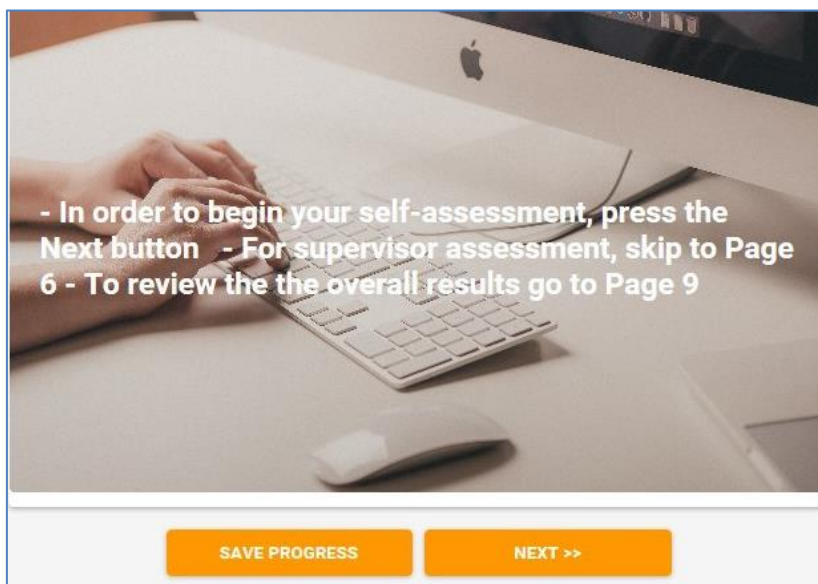 - In order to begin your self-assessment, press the
Next button - For supervisor assessment, skip to Page
6 - To review the the overall results go to Page 9
SAVE PROGRESS
NEXT >>